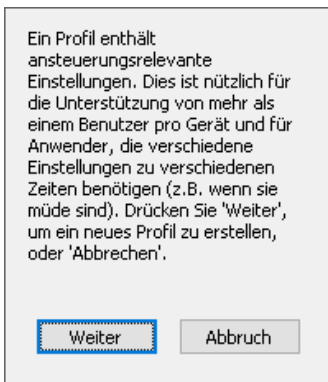 Ein Profil enthält
ansteuerungsrelevante
Einstellungen. Dies ist nützlich für
die Unterstützung von mehr als
einem Benutzer pro Gerät und für
Anwender, die verschiedene
Einstellungen zu verschiedenen
Zeiten benötigen (z.B. wenn sie
müde sind). Drücken Sie 'Weiter',
um ein neues Profil zu erstellen,
oder 'Abbrechen'.
Weiter Abbruch